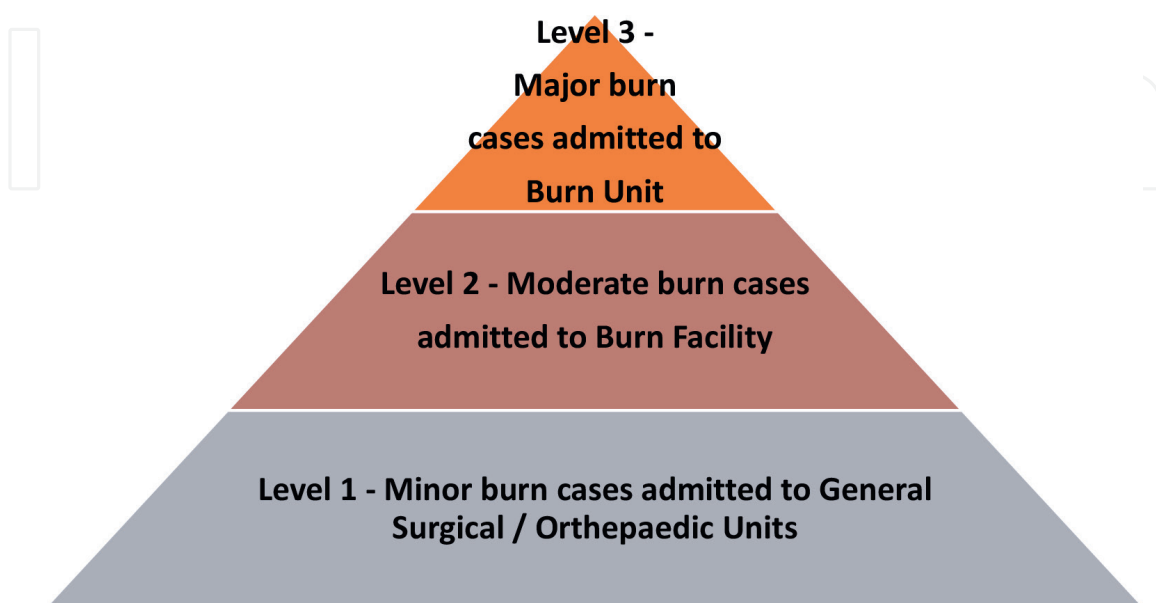 Level 3 -
Major burn
cases admitted to
Burn Unit
Level 2 - Moderate burn cases
admitted to Burn Facility
Level 1 - Minor burn cases admitted to General
Surgical / Orthepaedic Units